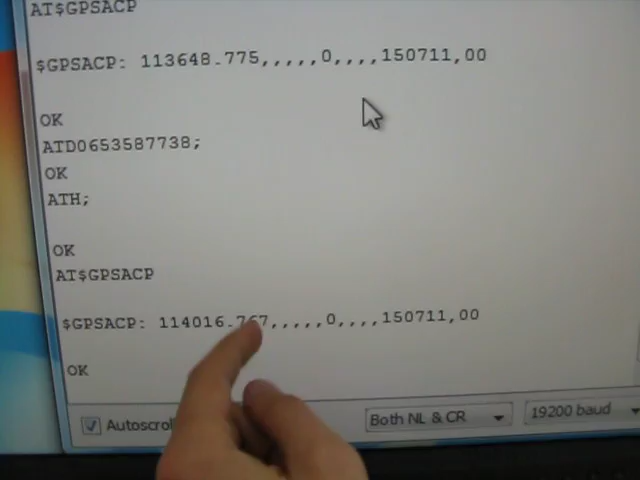 AT$GPSACP
$GPSACP: 113648.775,,,,,0,,,,150711,00
OK
ATD0653587738;
OK
ATH;
OK
AT$GPSACP
$GPSACP: 114016.767,,,,,0,,,,150711,00
OK
Autoscrol
Both NL & CR
19200 baud